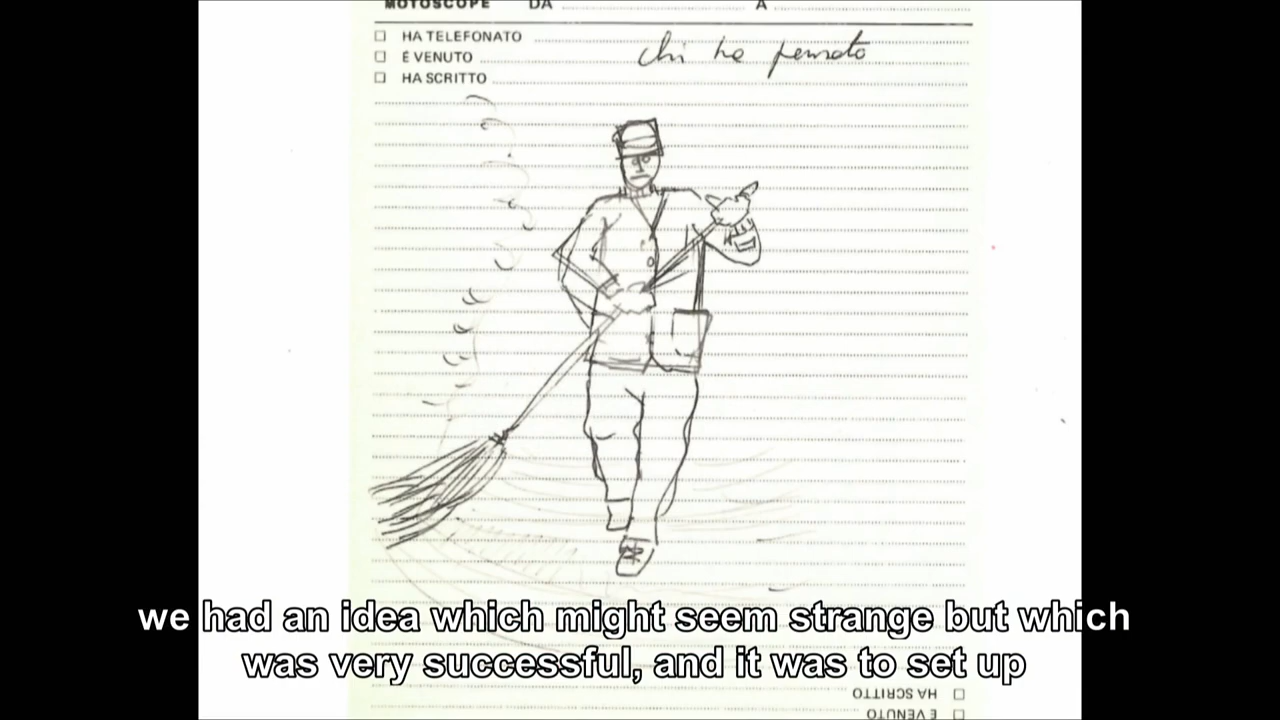 MOTOSCOPE DA A
HA TELEFONATO
È VENUTO
HA SCRITTO
chi ha pensato
we had an idea which might seem strange but which
was very successful, and it was to set up
HA SCRITTO
È VENUTO